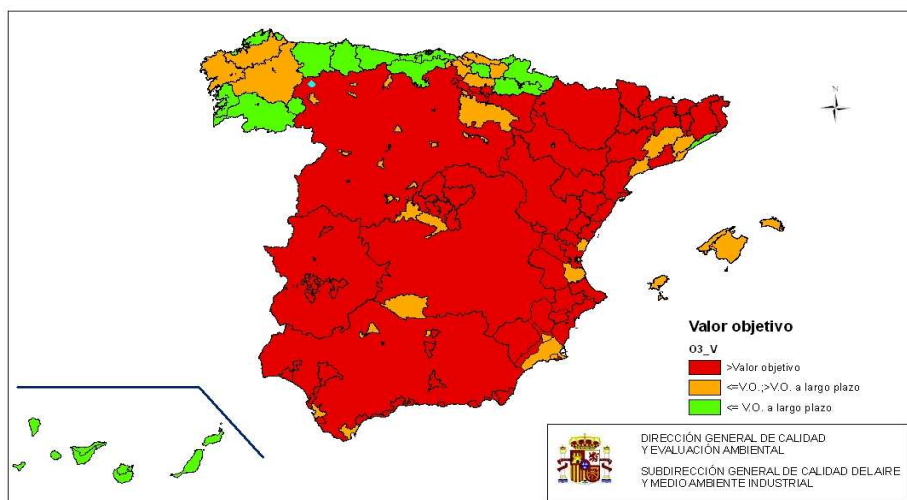 N
Valor objetivo
O3_V
>Valor objetivo
<=V.O.;>V.O. a largo plazo
<= V.O. a largo plazo
DIRECCIÓN GENERAL DE CALIDAD
Y EVALUACIÓN AMBIENTAL
SUBDIRECCIÓN GENERAL DE CALIDAD DEL AIRE
Y MEDIO AMBIENTE INDUSTRIAL